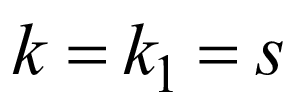 k = k₁ = s